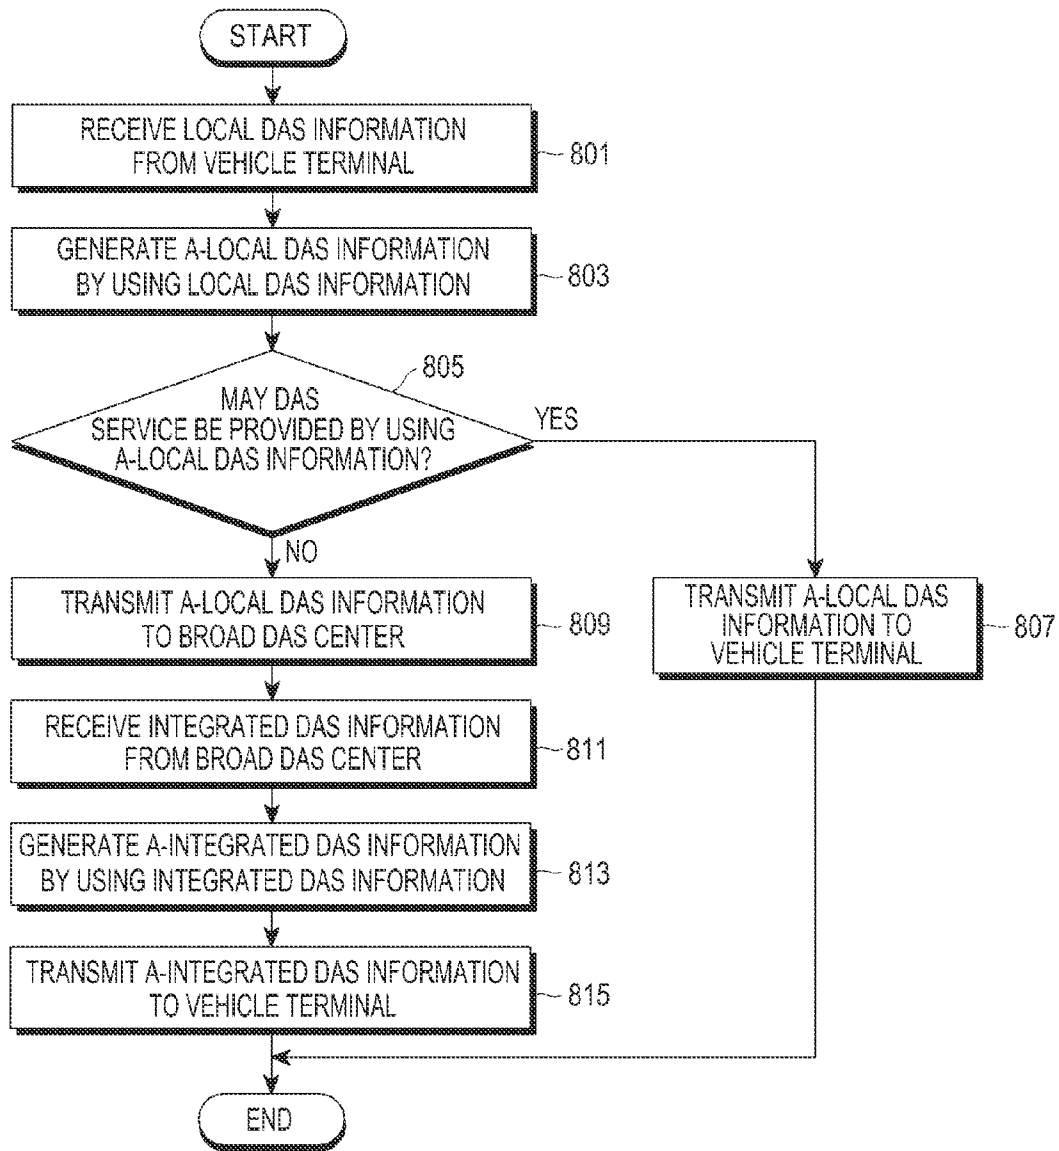 START
RECEIVE LOCAL DAS INFORMATION
FROM VEHICLE TERMINAL
801
GENERATE A-LOCAL DAS INFORMATION
BY USING LOCAL DAS INFORMATION
803
805
MAY DAS
SERVICE BE PROVIDED BY USING
A-LOCAL DAS INFORMATION?
YES
NO
TRANSMIT A-LOCAL DAS INFORMATION
TO BROAD DAS CENTER
809
TRANSMIT A-LOCAL DAS
INFORMATION TO
VEHICLE TERMINAL
807
RECEIVE INTEGRATED DAS INFORMATION
FROM BROAD DAS CENTER
811
GENERATE A-INTEGRATED DAS INFORMATION
BY USING INTEGRATED DAS INFORMATION
813
TRANSMIT A-INTEGRATED DAS INFORMATION
TO VEHICLE TERMINAL
815
END